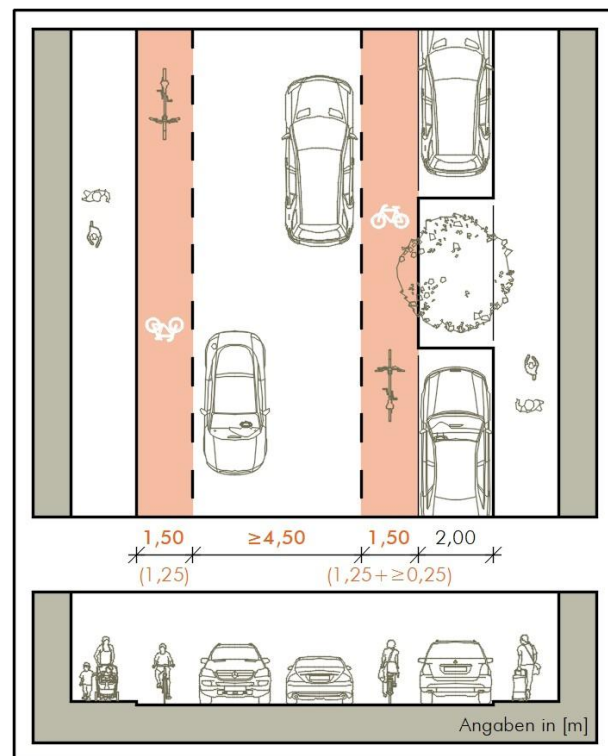 1,50 ≥4,50 1,50 2,00
(1,25) (1,25+≥0,25)
Angaben in [m]